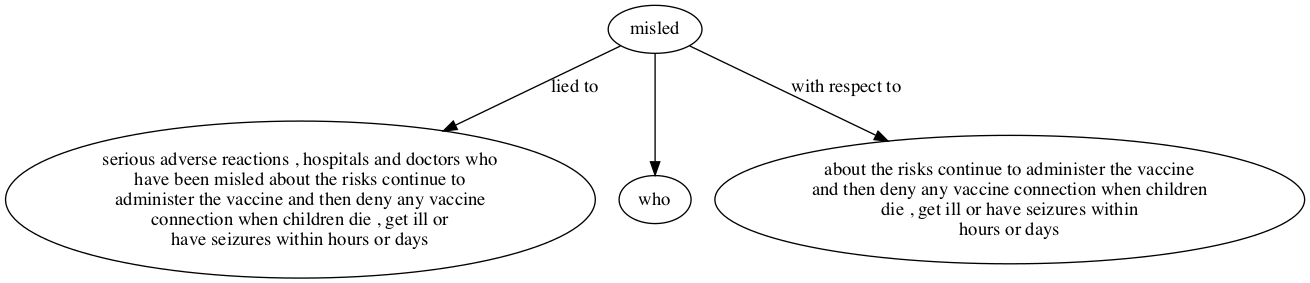 misled
lied to
with respect to
serious adverse reactions , hospitals and doctors who
have been misled about the risks continue to
administer the vaccine and then deny any vaccine
connection when children die , get ill or
have seizures within hours or days
who
about the risks continue to administer the vaccine
and then deny any vaccine connection when children
die , get ill or have seizures within
hours or days